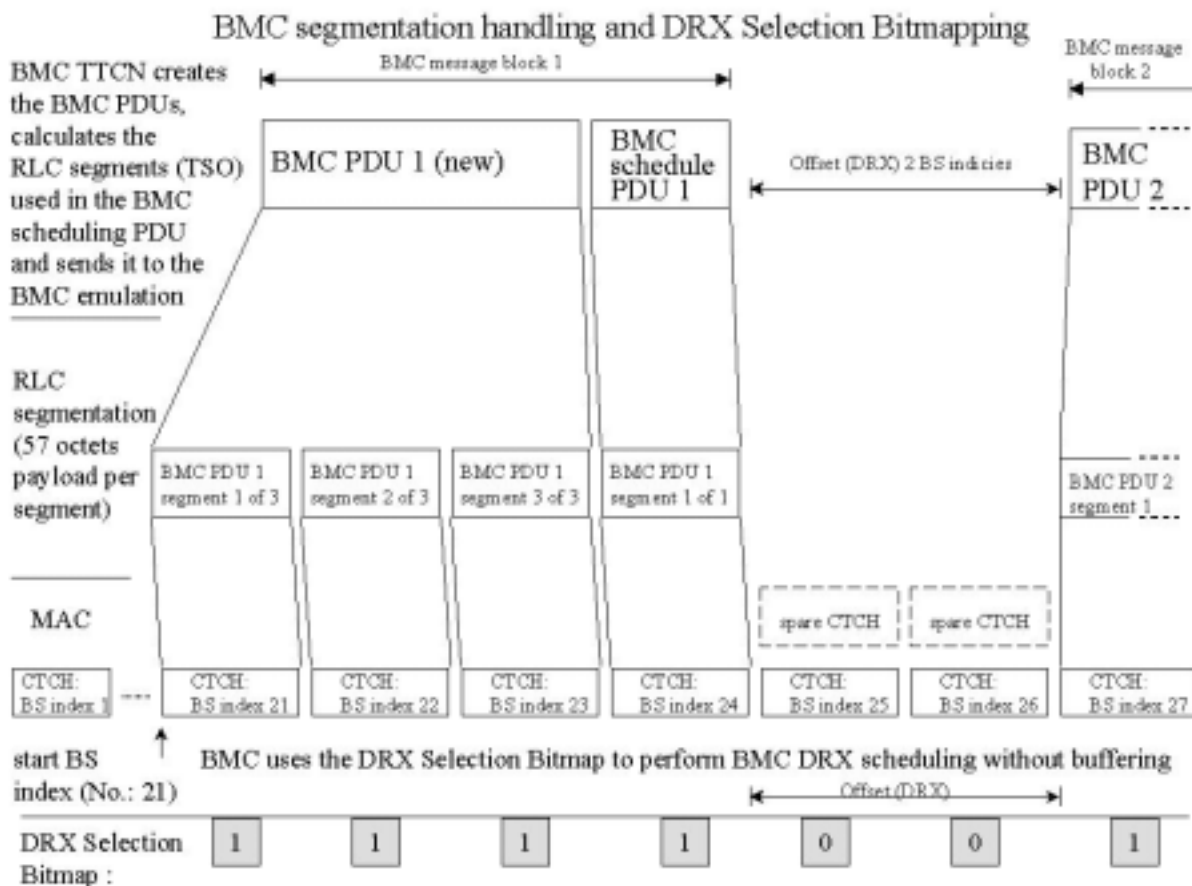 BMC segmentation handling and DRX Selection Bitmapping
BMC message block 1
BMC message
block 2
BMC TTCN creates
the BMC PDUs,
calculates the
RLC segments (TSO)
used in the BMC
scheduling PDU
and sends it to the
BMC emulation
BMC PDU 1 (new)
BMC
schedule
PDU 1
Offset (DRX) 2 BS indicies
BMC
PDU 2
RLC
segmentation
(57 octets
payload per
segment)
BMC PDU 1
segment 1 of 3
BMC PDU 1
segment 2 of 3
BMC PDU 1
segment 3 of 3
BMC PDU 1
segment 1 of 1
BMC PDU 2
segment 1
MAC
spare CTCH
spare CTCH
CTCH:
BS index 1
CTCH:
BS index 21
CTCH:
BS index 22
CTCH:
BS index 23
CTCH:
BS index 24
CTCH:
BS index 25
CTCH:
BS index 26
CTCH:
BS index 27
start BS
index (No.: 21)
BMC uses the DRX Selection Bitmap to perform BMC DRX scheduling without buffering
Offset (DRX)
DRX Selection
Bitmap :
1 1 1 1 0 0 1